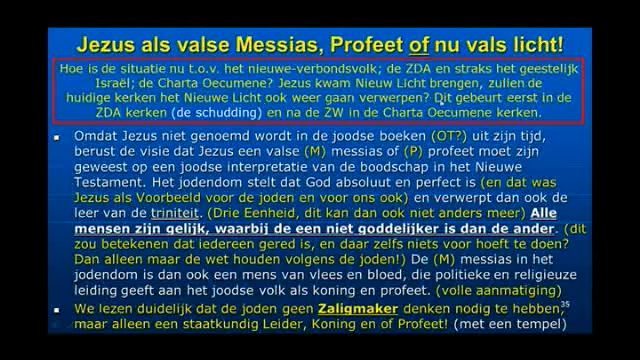 Jezus als valse Messias, Profeet of nu vals licht!
Hoe is de situatie nu t.o.v. het nieuwe-verbondsvolk; de ZDA en straks het geestelijk
Israël; de Charta Oecumene? Jezus kwam Nieuw Licht brengen, zullen de
huidige kerken het Nieuwe Licht ook weer gaan verwerpen? Dit gebeurt eerst in de
ZDA kerken (de schudding) en na de ZW in de Charta Oecumene kerken.
Omdat Jezus niet genoemd wordt in de joodse boeken (OT?) uit zijn tijd,
berust de visie dat Jezus een valse (M) messias of (P) profeet moet zijn
geweest op een joodse interpretatie van de boodschap in het Nieuwe
Testament. Het jodendom stelt dat God absoluut en perfect is (en dat was
Jezus als Voorbeeld voor de joden en voor ons ook) en verwerpt dan ook de
leer van de triniteit. (Drie Eenheid, dit kan dan ook niet anders meer) Alle
mensen zijn gelijk, waarbij de een niet goddelijker is dan de ander. (dit
zou betekenen dat iedereen gered is, en daar zelfs niets voor hoeft te doen?
Dan alleen maar de wet houden volgens de joden!) De (M) messias in het
jodendom is dan ook een mens van vlees en bloed, die politieke en religieuze
leiding geeft aan het joodse volk als koning en profeet. (volle aanmatiging)
We lezen duidelijk dat de joden geen Zaligmaker denken nodig te hebben, 35
maar alleen een staatkundig Leider, Koning en of Profeet! (met een tempel)